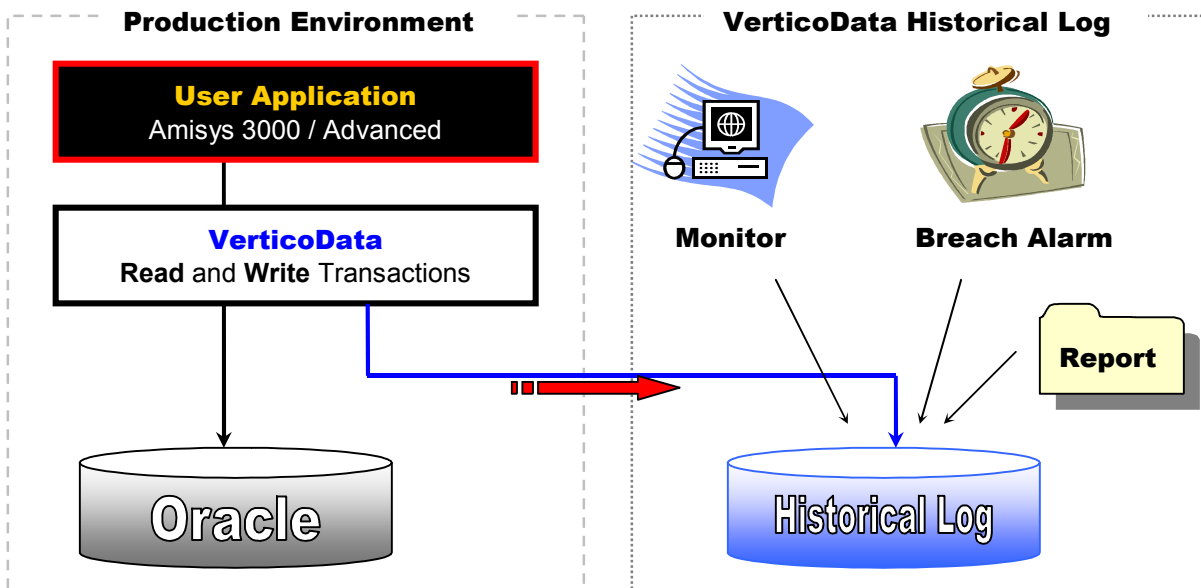 Production Environment
User Application
Amisys 3000 / Advanced
VerticoData
Read and Write Transactions
Oracle
VerticoData Historical Log
Monitor
Breach Alarm
Report
Historical Log